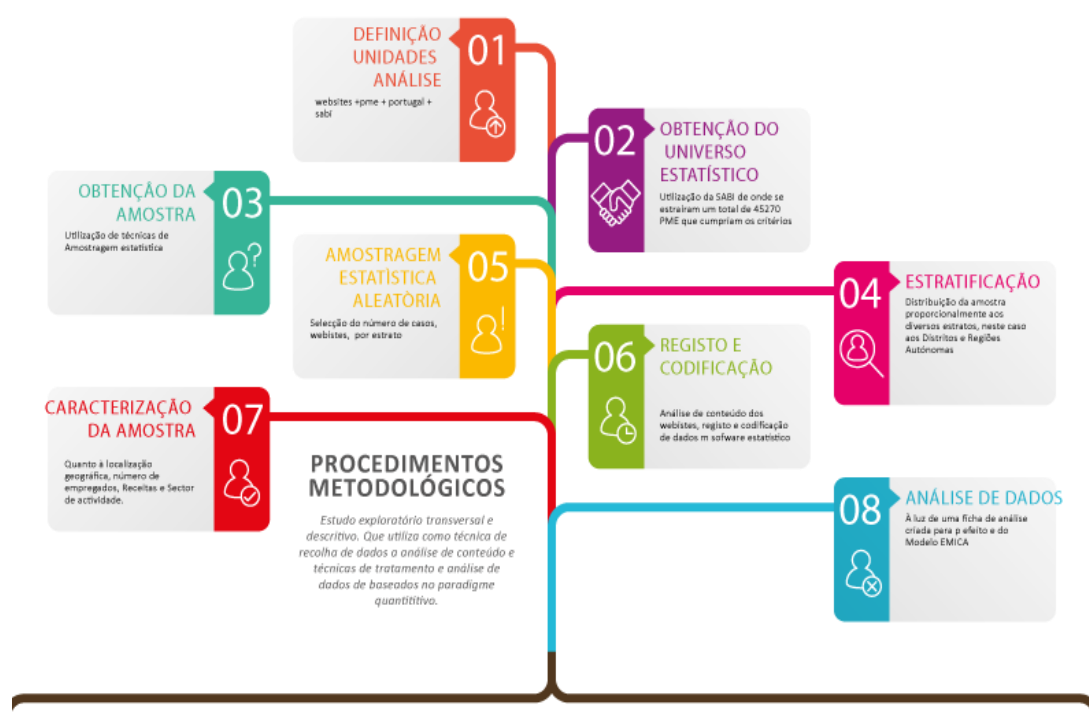 01
DEFINIÇÃO
UNIDADES
ANÁLISE
websites +pme + portugal +
sabi
02
OBTENÇÃO DO
UNIVERSO
ESTATÍSTICO
Utilização da SABI de onde se
estrairam um total de 45270
PME que cumpriam os critérios
03
OBTENÇÃO DA
AMOSTRA
Utilização de técnicas de
Amostragem estatística
04
ESTRATIFICAÇÃO
Distribuição da amostra
proporcionalmente aos
diversos estratos, neste caso
aos Distritos e Regiões
Autónomas
05
AMOSTRAGEM
ESTATÌSTICA
ALEATÒRIA
Selecção do número de casos,
webistes, por estrato
06
REGISTO E
CODIFICAÇÃO
Análise de conteúdo dos
webistes, registo e codificação
de dados m sofware estatístico
07
CARACTERIZAÇÃO
DA AMOSTRA
Quanto à localização
geográfica, número de
empregados, Receitas e Sector
de actividade.
08
ANÁLISE DE DADOS
À luz de uma ficha de análise
criada para p efeito e do
Modelo EMICA
PROCEDIMENTOS
METODOLÓGICOS
Estudo exploratório transversal e
descritivo. Que utiliza como técnica de
recolha de dados a análise de conteúdo e
técnicas de tratamento e análise de
dados de baseados no paradigme
quantititivo.